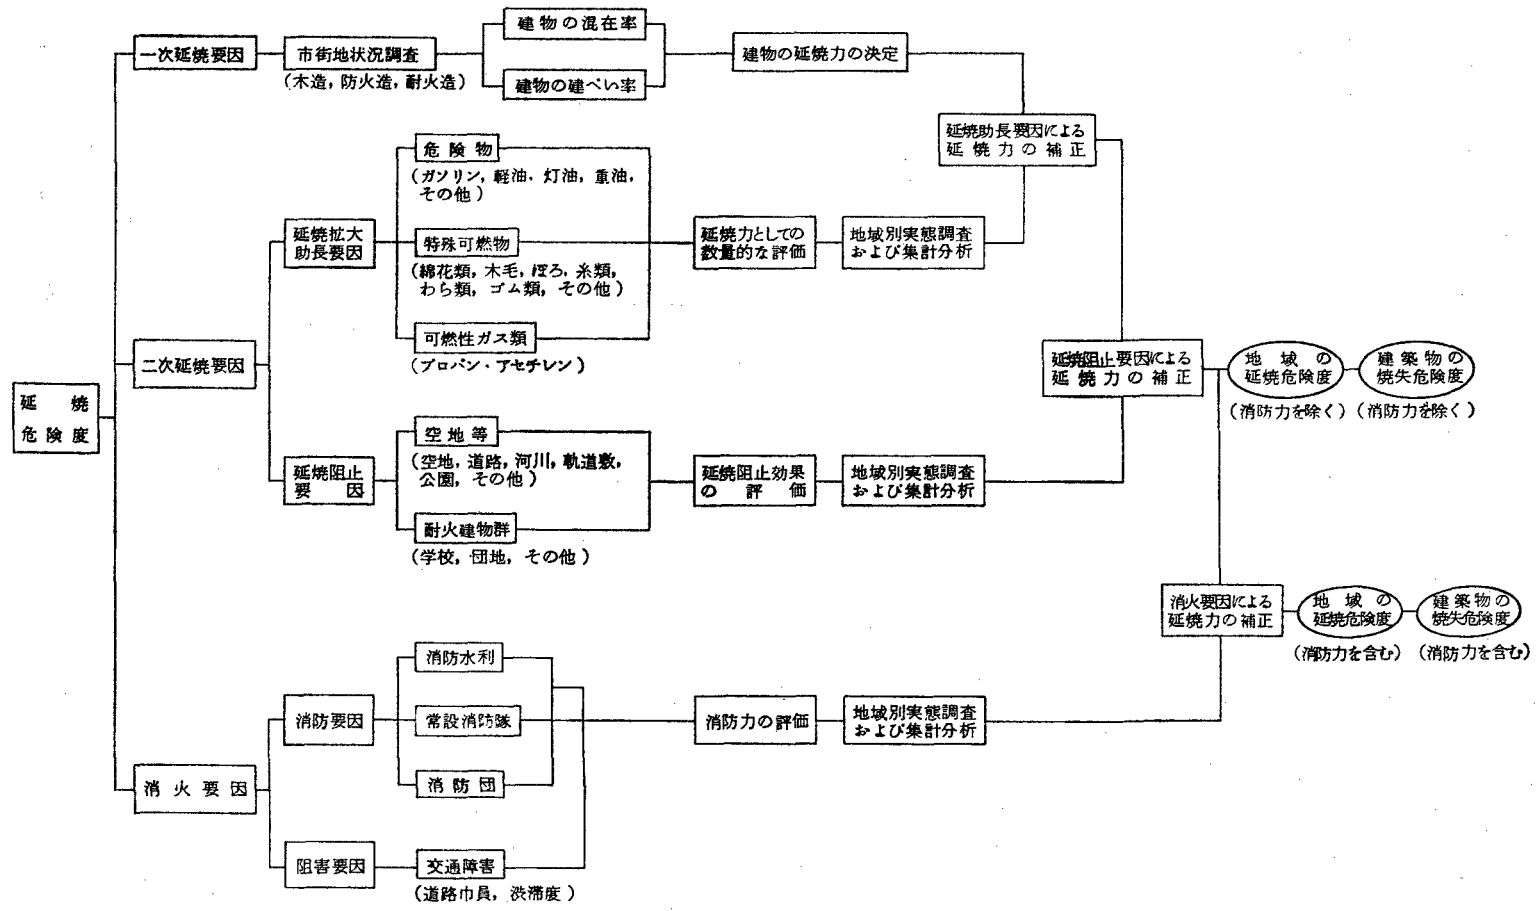 延焼
危険度
一次延焼要因
市街地状況調査
(木造, 防火造, 耐火造)
建物の混在率
建物の建ぺい率
建物の延焼力の決定
延焼助長要因による
延焼力の補正
二次延焼要因
延焼拡大
助長要因
危険物
(ガソリン, 軽油, 灯油, 重油,
その他)
特殊可燃物
(綿花類, 木毛, ぼろ, 糸類,
わら類, ゴム類, その他)
可燃性ガス類
(プロパン・アセチレン)
延焼力としての
数量的な評価
地域別実態調査
および集計分析
延焼阻止要因による
延焼力の補正
地域の
延焼危険度
(消防力を除く)
建築物の
焼失危険度
(消防力を除く)
延焼阻止
要因
空地等
(空地, 道路, 河川, 軌道敷,
公園, その他)
耐火建物群
(学校, 団地, その他)
延焼阻止効果
の評価
地域別実態調査
および集計分析
消火要因による
延焼力の補正
地域の
延焼危険度
(消防力を含む)
建築物の
焼失危険度
(消防力を含む)
消火要因
消防要因
消防水利
常設消防隊
消防団
消防力の評価
地域別実態調査
および集計分析
阻害要因
交通障害
(道路巾員, 渋滞度)